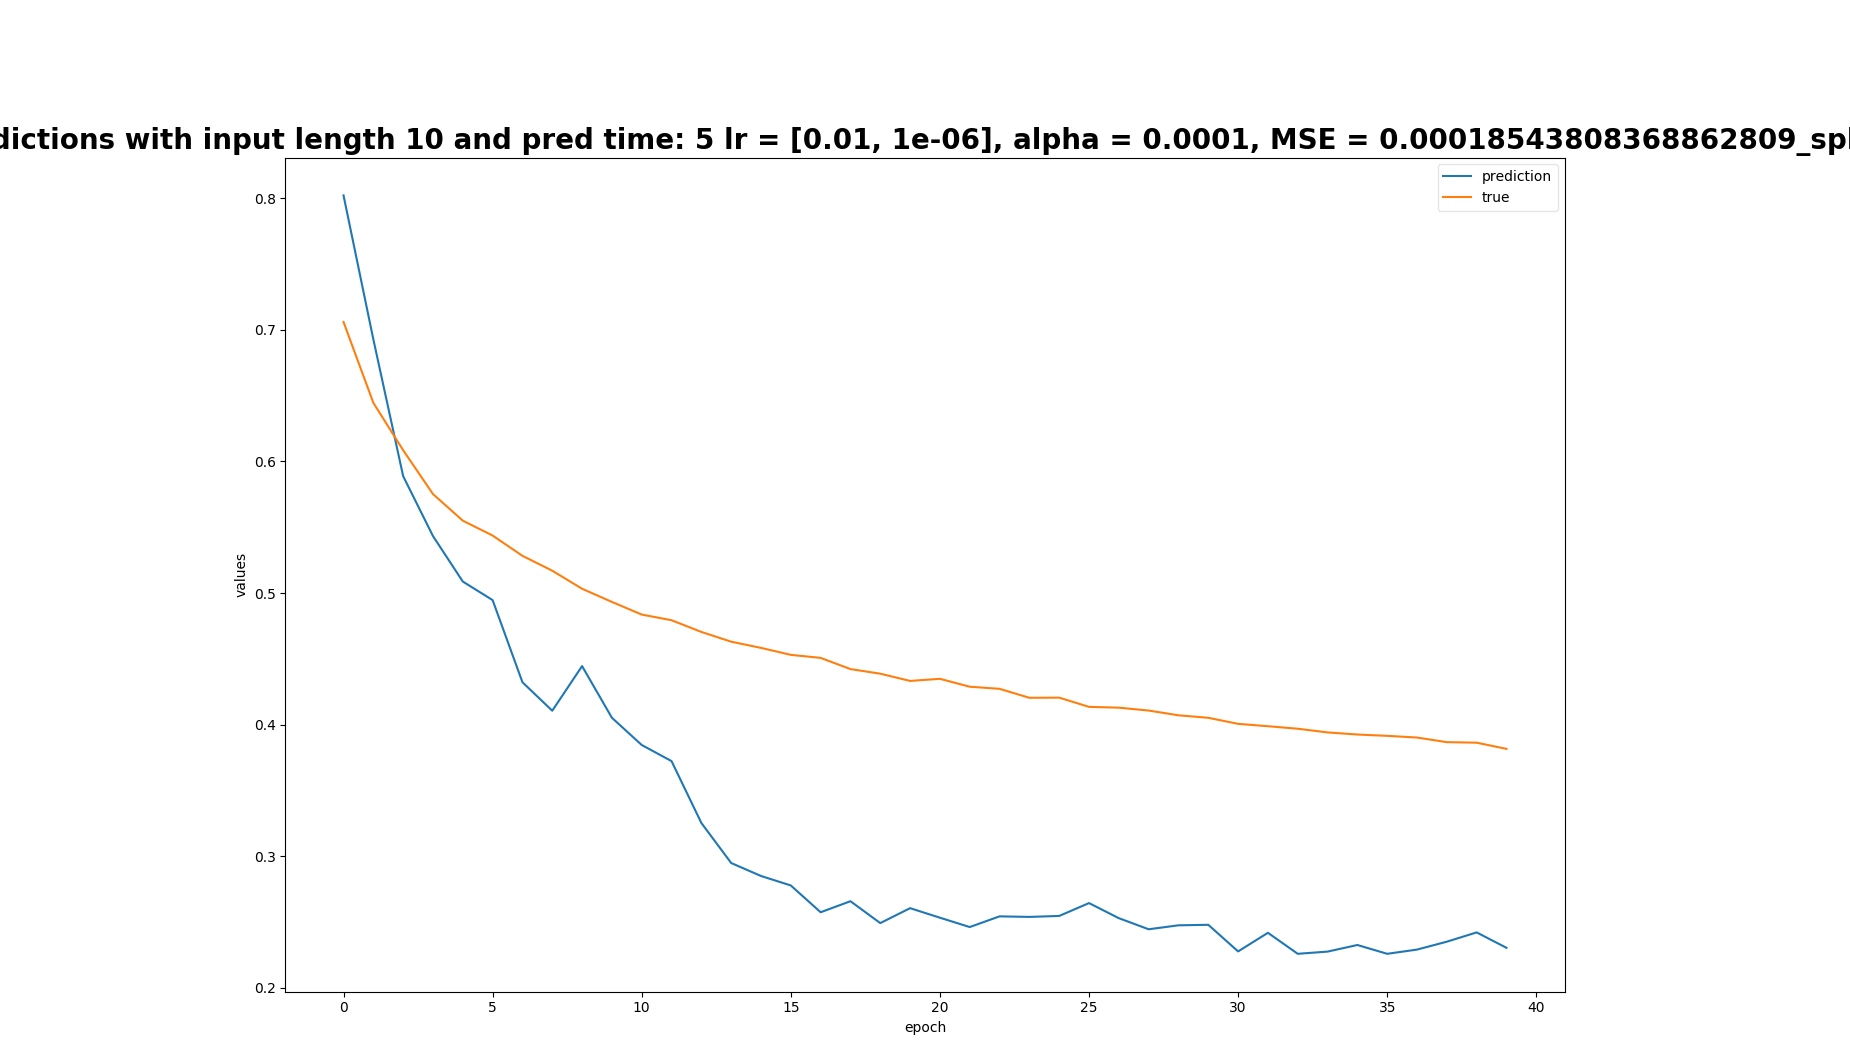 dictions with input length 10 and pred time: 5 lr = [0.01, 1e-06], alpha = 0.0001, MSE = 0.00018543808368862809_spl
prediction
true
0.8
0.7
0.6
0.5
0.4
0.3
0.2
values
0 5 10 15 20 25 30 35 40
epoch